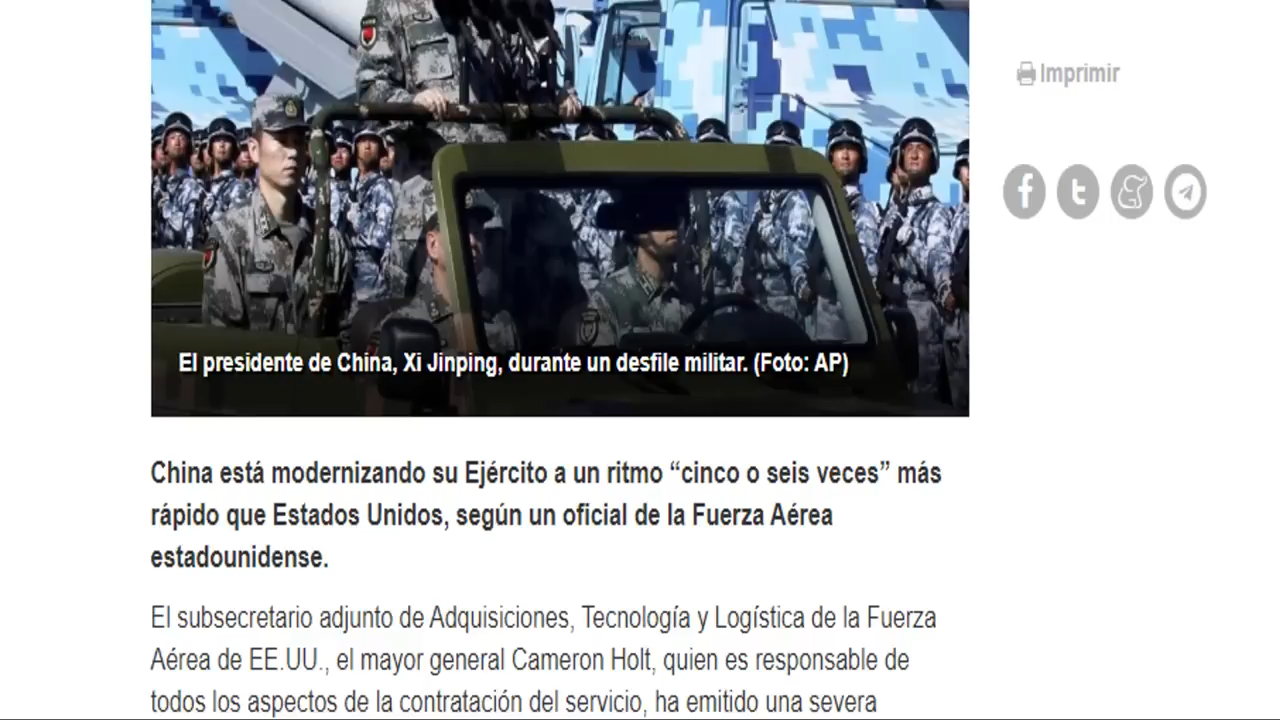 Imprimir
El presidente de China, Xi Jinping, durante un desfile militar. (Foto: AP)
China está modernizando su Ejército a un ritmo “cinco o seis veces” más
rápido que Estados Unidos, según un oficial de la Fuerza Aérea
estadounidense.
El subsecretario adjunto de Adquisiciones, Tecnología y Logística de la Fuerza
Aérea de EE.UU., el mayor general Cameron Holt, quien es responsable de
todos los aspectos de la contratación del servicio, ha emitido una severa